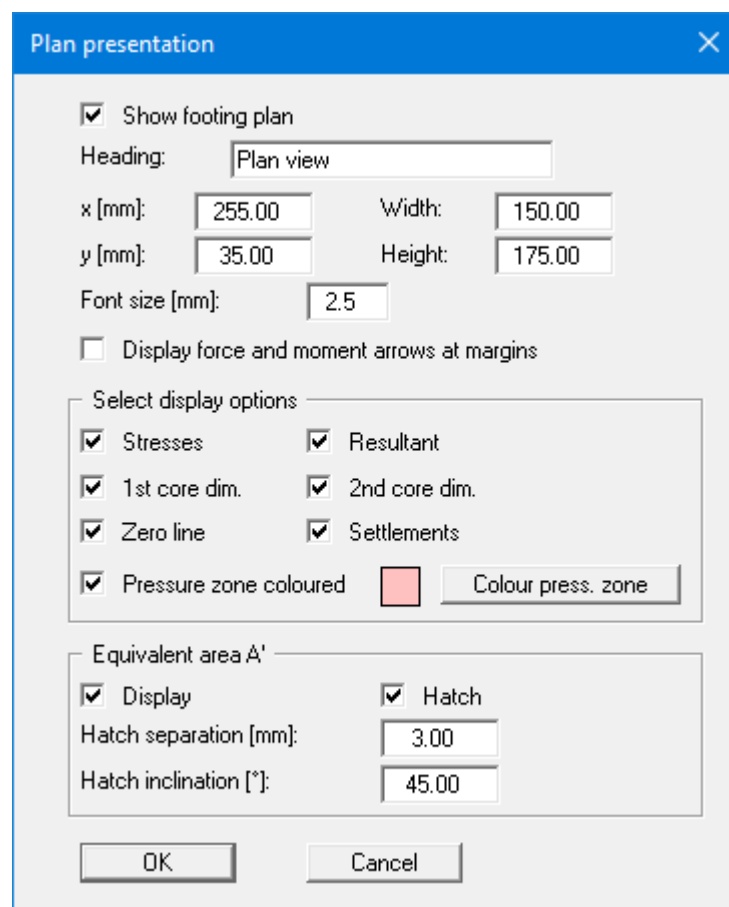 Plan presentation
Show footing plan
Heading: Plan view
x [mm]: 255.00 Width: 150.00
y [mm]: 35.00 Height: 175.00
Font size [mm]: 2.5
Display force and moment arrows at margins
Select display options
Stresses Resultant
1st core dim. 2nd core dim.
Zero line Settlements
Pressure zone coloured Colour press. zone
Equivalent area A'
Display Hatch
Hatch separation [mm]: 3.00
Hatch inclination [°]: 45.00
OK Cancel